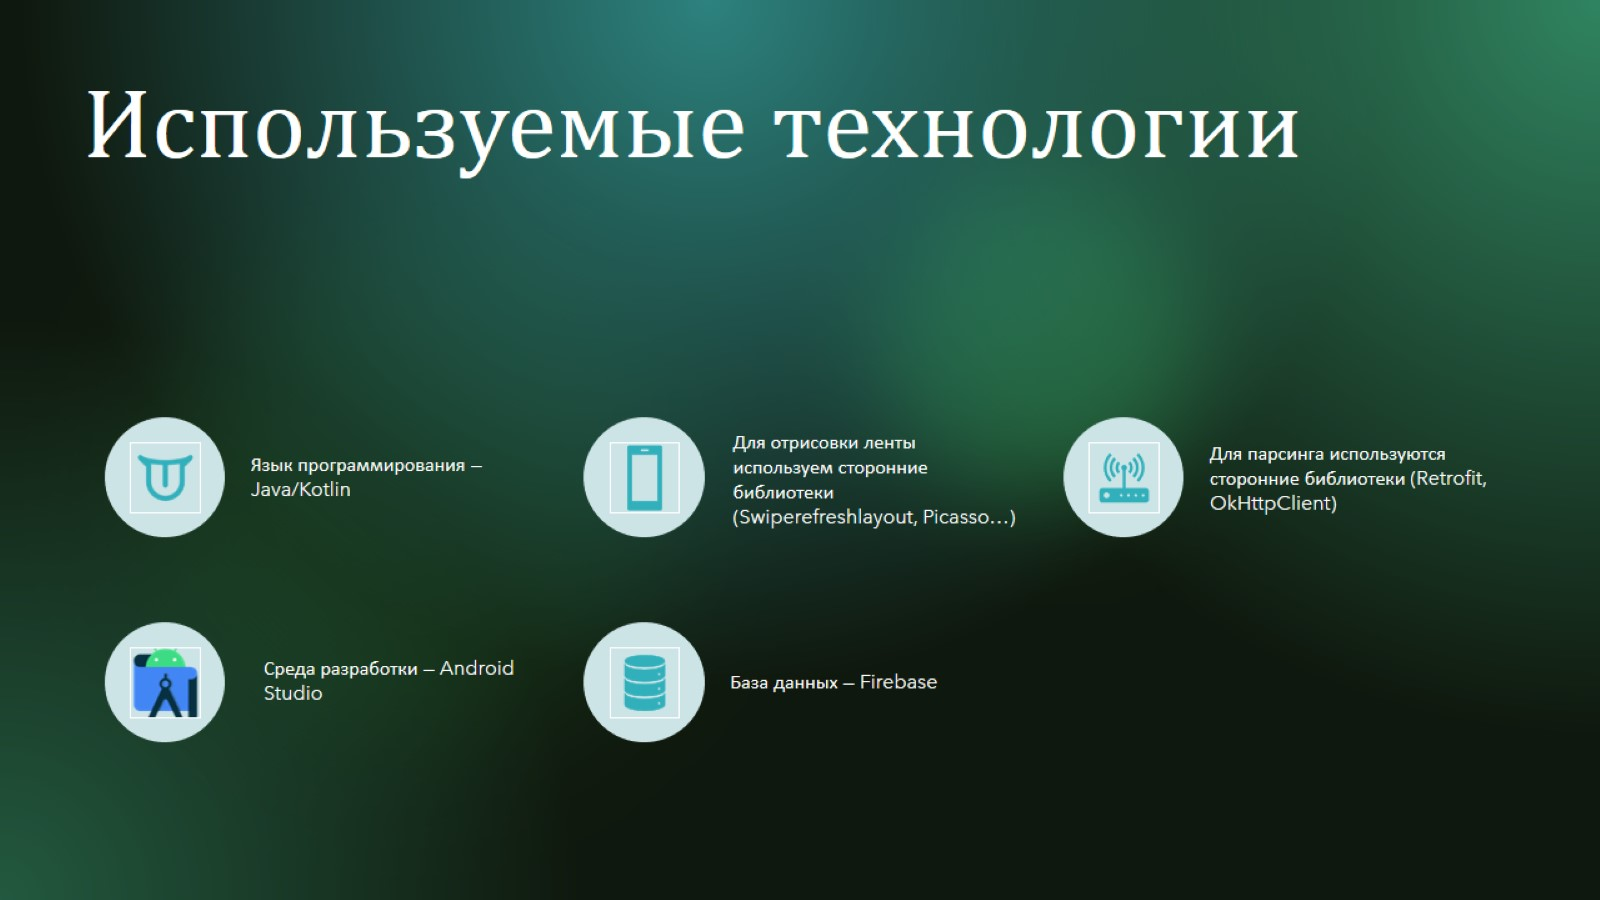 Используемые технологии
Язык программирования –
Java/Kotlin
Для отрисовки ленты
используем сторонние
библиотеки
(Swiperefreshlayout, Picasso...)
Для парсинга используются
сторонние библиотеки (Retrofit,
OkHttpClient)
Среда разработки – Android
Studio
База данных – Firebase